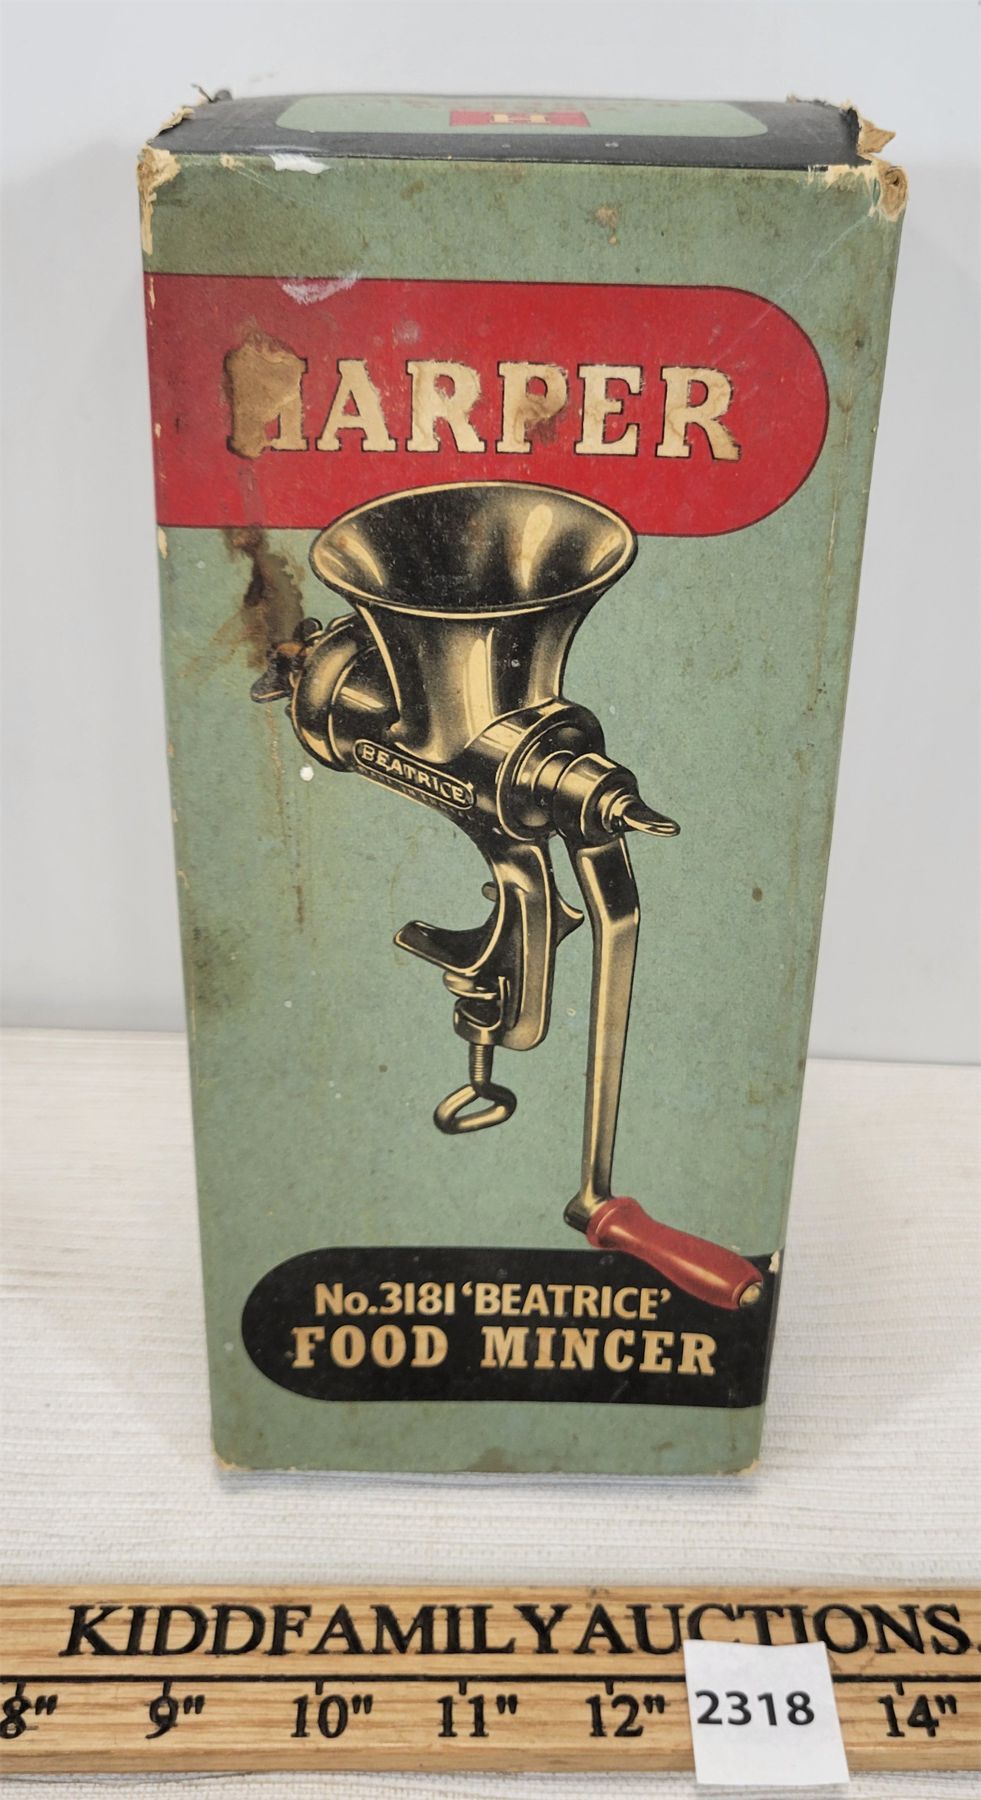 H
HARPER
BEATRICE
No.3181 ‘BEATRICE’
FOOD MINCER
KIDDFAMILYAUCTIONS.
8" 9" 10" 11" 12" 14"
2318